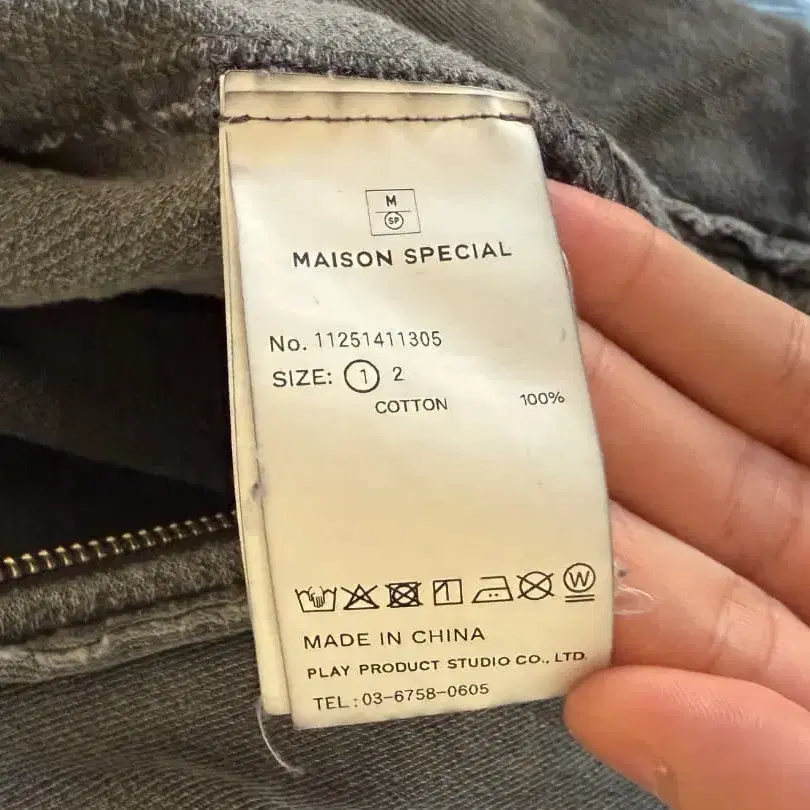 M
SP
MAISON SPECIAL
No. 11251411305
SIZE: 1 2
COTTON 100%
W
MADE IN CHINA
PLAY PRODUCT STUDIO CO., LTD.
TEL:03-6758-0605